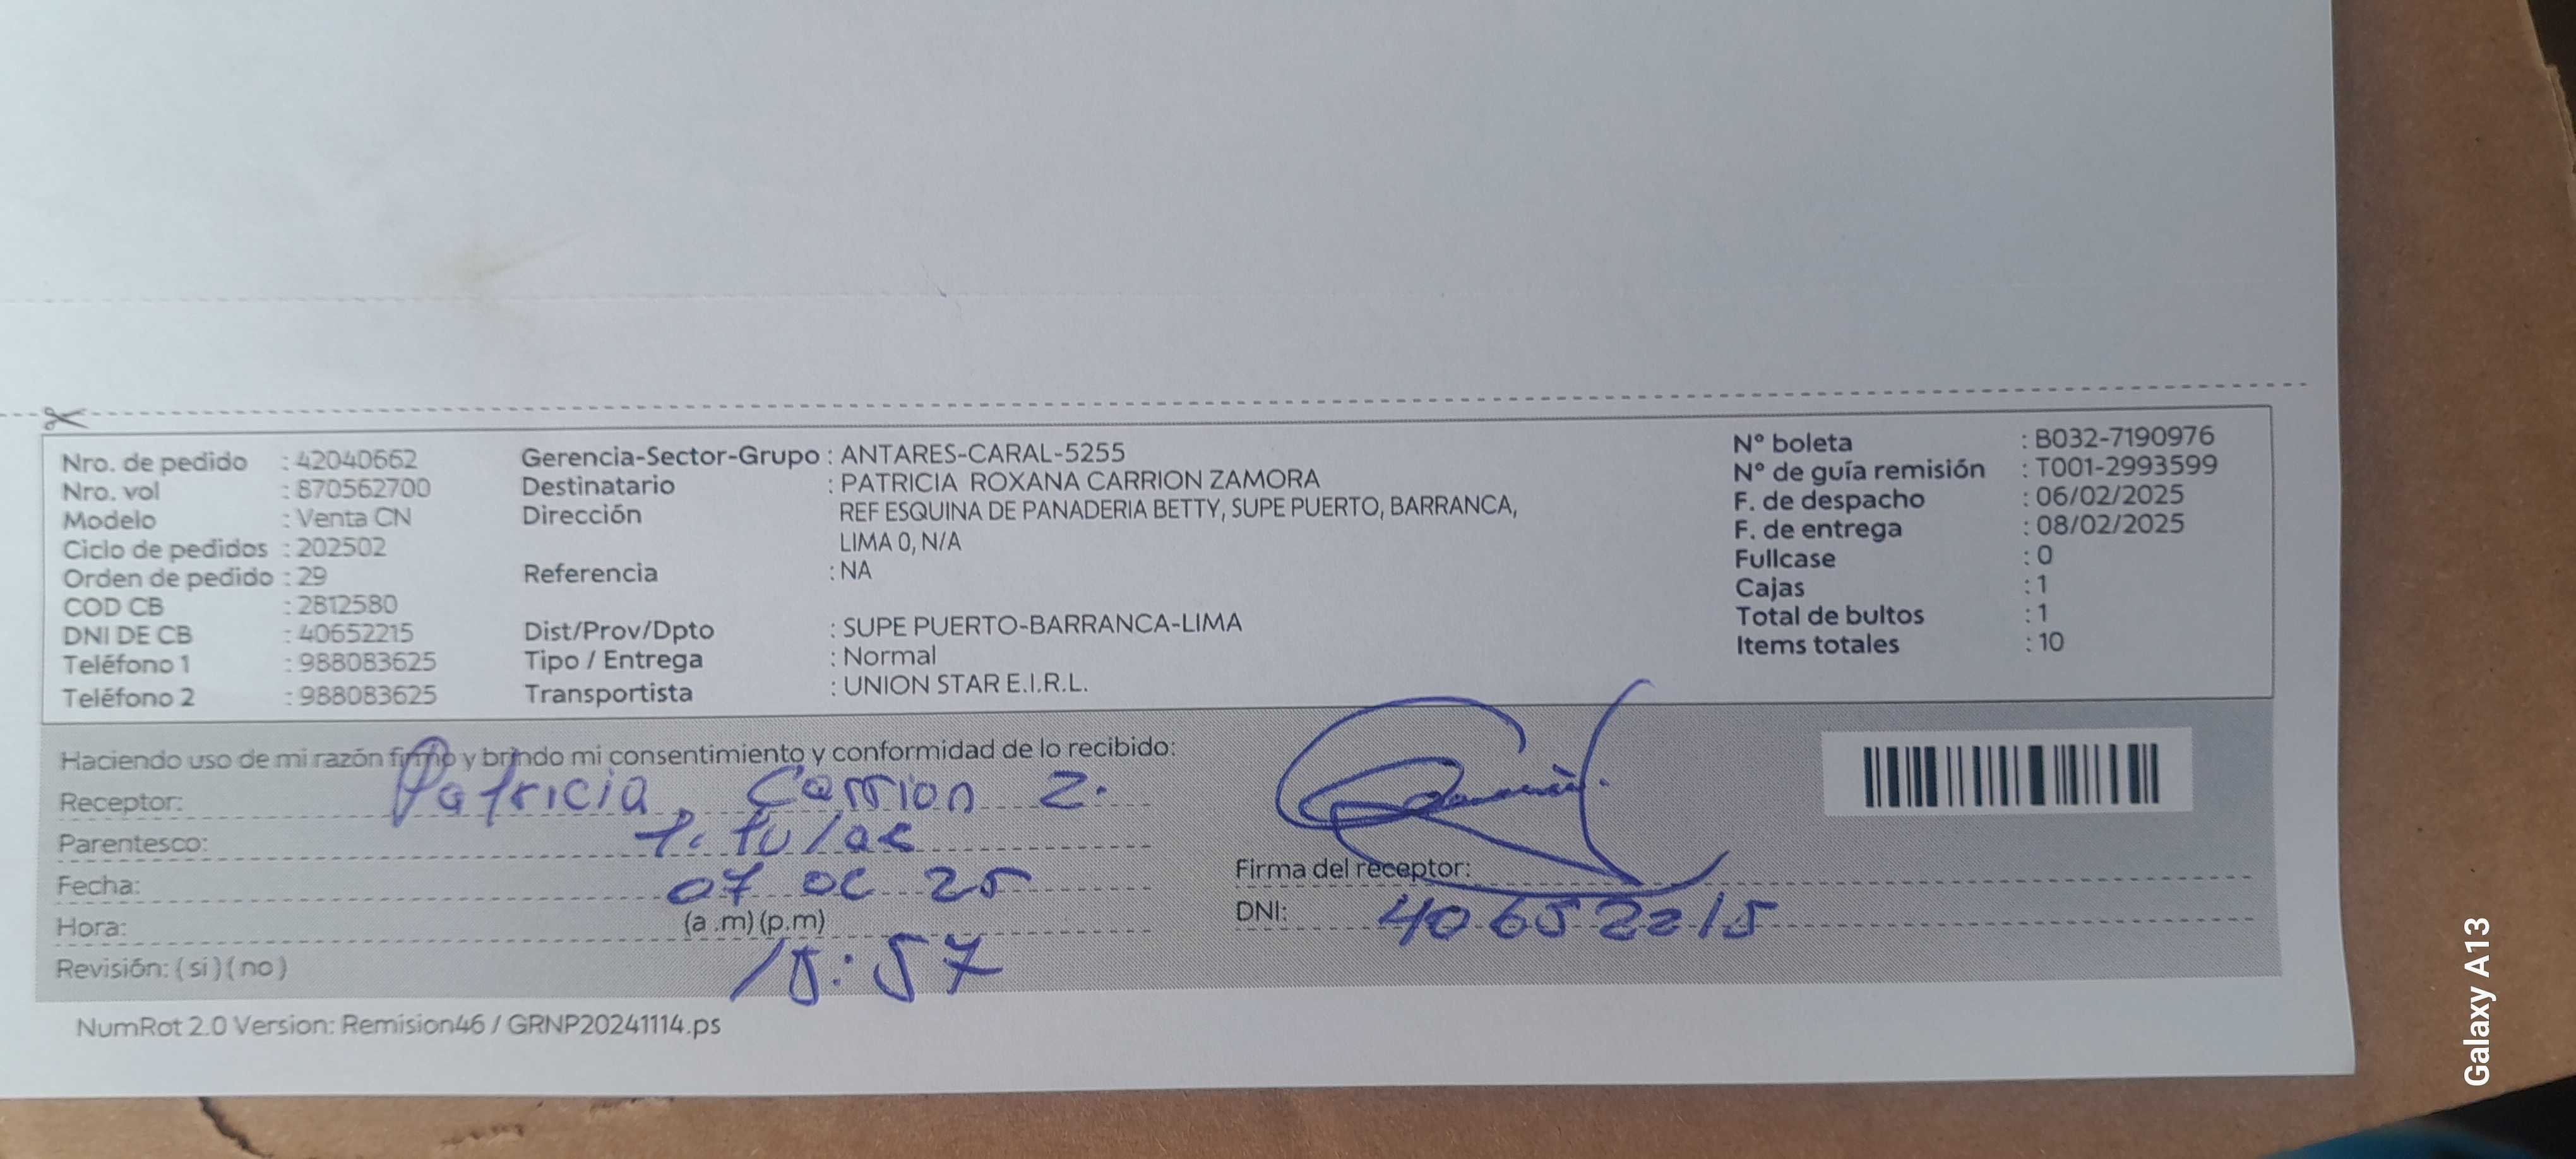 Nro. de pedido : 42040662
Nro. vol : 870562700
Modelo : Venta CN
Ciclo de pedidos : 202502
Orden de pedido : 29
COD CB : 2812580
DNI DE CB : 40652215
Teléfono 1 : 988083625
Teléfono 2 : 988083625
Gerencia-Sector-Grupo : ANTARES-CARAL-5255
Destinatario : PATRICIA ROXANA CARRION ZAMORA
Dirección REF ESQUINA DE PANADERIA BETTY, SUPE PUERTO, BARRANCA,
LIMA 0, N/A
Referencia : NA
Dist/Prov/Dpto : SUPE PUERTO-BARRANCA-LIMA
Tipo / Entrega : Normal
Transportista : UNION STAR E.I.R.L.
Nº boleta : B032-7190976
Nº de guía remisión : T001-2993599
F. de despacho : 06/02/2025
F. de entrega : 08/02/2025
Fullcase : 0
Cajas : 1
Total de bultos : 1
Items totales : 10
Haciendo uso de mi razón firmo y brindo mi consentimiento y conformidad de lo recibido:
Receptor: Patricia Carrion Z.
Parentesco: Titular
Fecha: 07 02 25
Hora: (a .m) (p.m)
15:57
Revisión: ( si ) ( no )
Firma del receptor:
DNI: 40652215
NumRot 2.0 Version: Remision46 / GRNP20241114.ps
Galaxy A13